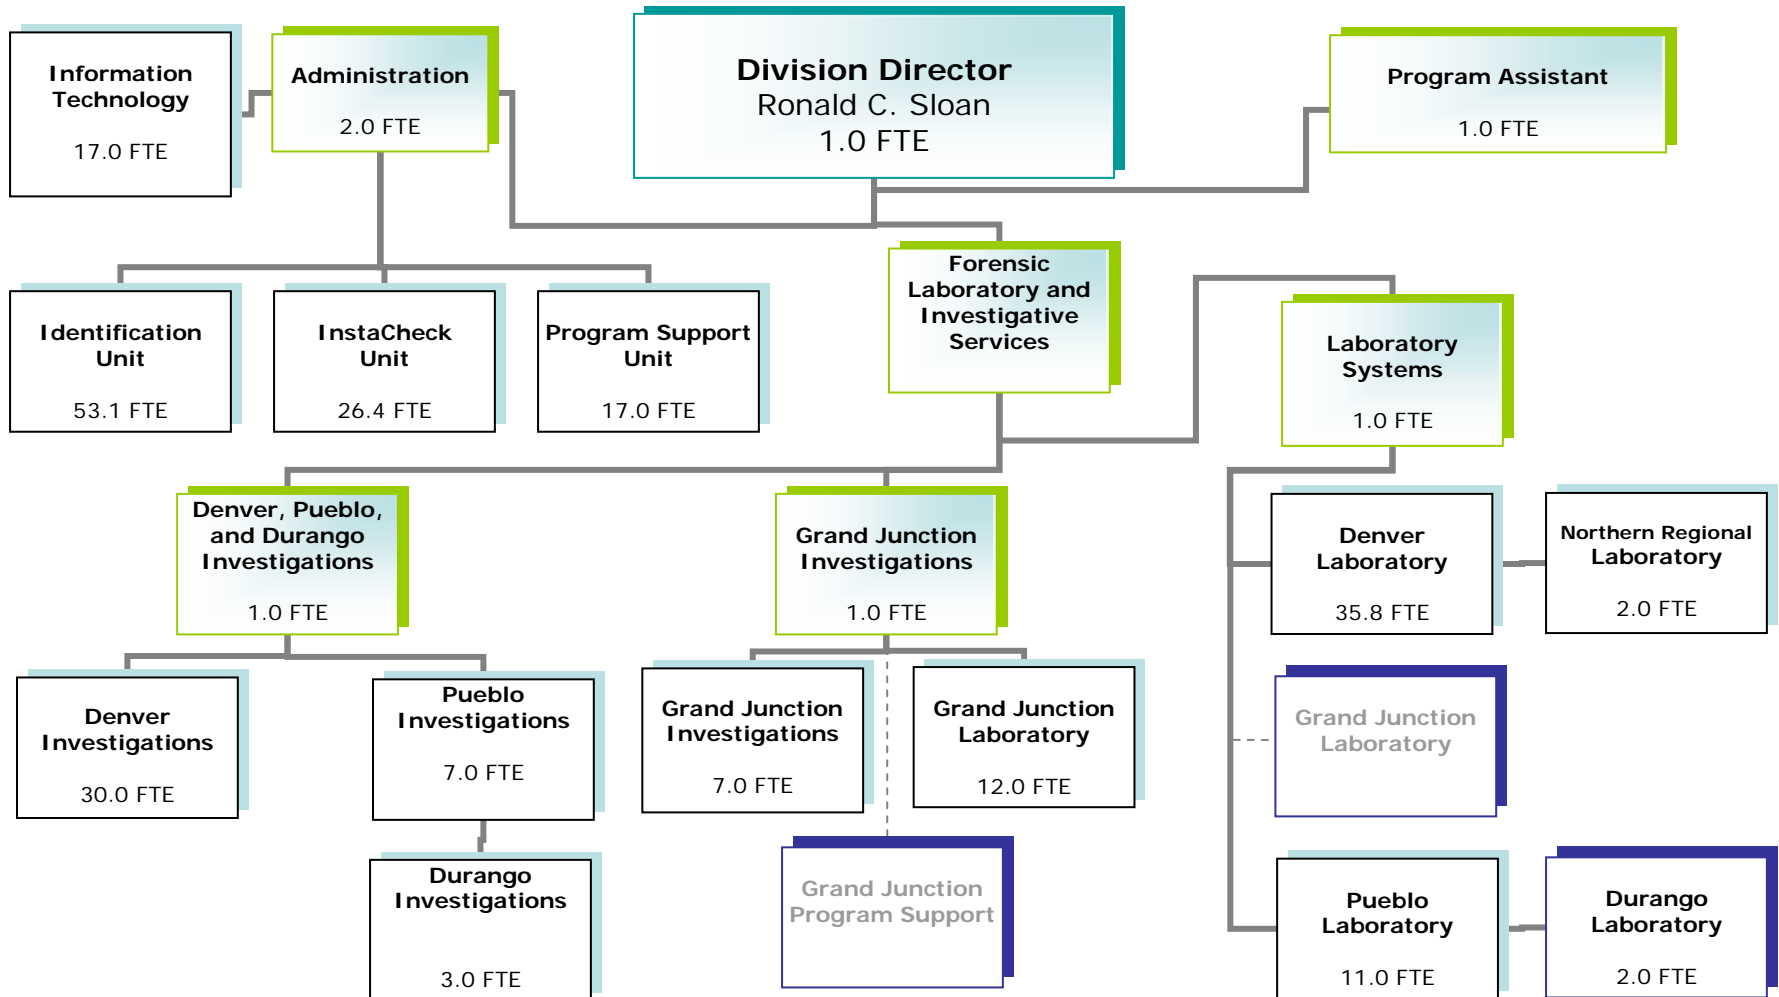 Information
Technology
17.0 FTE
Administration
2.0 FTE
Division Director
Ronald C. Sloan
1.0 FTE
Program Assistant
1.0 FTE
Identification
Unit
53.1 FTE
InstaCheck
Unit
26.4 FTE
Program Support
Unit
17.0 FTE
Forensic
Laboratory and
Investigative
Services
Laboratory
Systems
1.0 FTE
Denver, Pueblo,
and Durango
Investigations
1.0 FTE
Grand Junction
Investigations
1.0 FTE
Denver
Laboratory
35.8 FTE
Northern Regional
Laboratory
2.0 FTE
Denver
Investigations
30.0 FTE
Pueblo
Investigations
7.0 FTE
Grand Junction
Investigations
7.0 FTE
Grand Junction
Laboratory
12.0 FTE
Grand Junction
Laboratory
Durango
Investigations
3.0 FTE
Grand Junction
Program Support
Pueblo
Laboratory
11.0 FTE
Durango
Laboratory
2.0 FTE